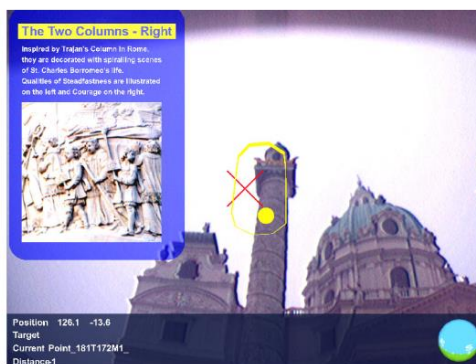 The Two Columns - Right
Inspired by Trajan's Column in Rome,
they are decorated with spiralling scenes
of St. Charles Borromeo's life.
Qualities of Steadfastness are illustrated
on the left and Courage on the right.
Position 126.1 -13.6
Target
Current Point_181T172M1_
Distance-1